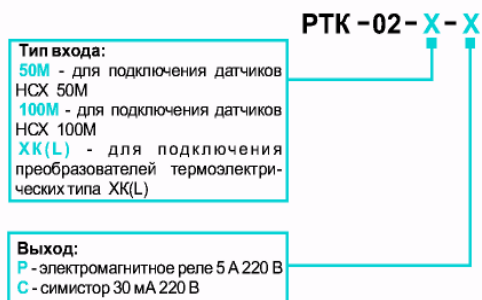 РТК -02- X - X
Тип входа:
50М - для подключения датчиков
НСХ 50М
100М - для подключения датчиков
НСХ 100М
ХК(L) - для подключения
преобразователей термоэлектри-
ческих типа ХК(L)
Выход:
Р - электромагнитное реле 5 А 220 В
С - симистор 30 мА 220 В